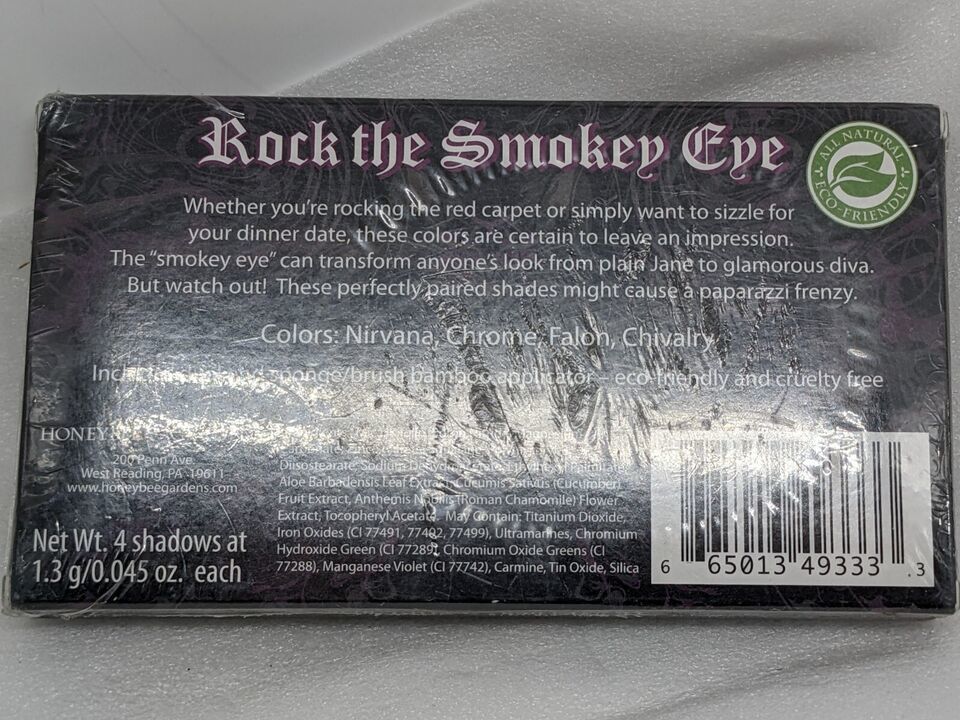 Rock the Smokey Eye
ALL NATURAL
ECO-FRIENDLY
Whether you're rocking the red carpet or simply want to sizzle for
your dinner date, these colors are certain to leave an impression.
The "smokey eye" can transform anyone's look from plain Jane to glamorous diva.
But watch out! These perfectly paired shades might cause a paparazzi frenzy.
Colors: Nirvana, Chrome, Falon, Chivalry
sponge/brush bamboo applicator - eco-friendly and cruelty free
HONEY
200 Penn Ave.
West Reading, PA 19611
www.honeybeegardens.com
Net Wt. 4 shadows at
1.3 g/0.045 oz. each
Diisostearate, Sodium
Aloe Barbadensis Leaf Extract, Cucumis Sativus (Cucumber)
Fruit Extract, Anthemis Nobilis (Roman Chamomile) Flower
Extract, Tocopheryl Acetate. May Contain: Titanium Dioxide,
Iron Oxides (CI 77491, 77492, 77499), Ultramarines, Chromium
Hydroxide Green (CI 77289), Chromium Oxide Greens (CI
77288), Manganese Violet (CI 77742), Carmine, Tin Oxide, Silica
6 65013 49333 .3